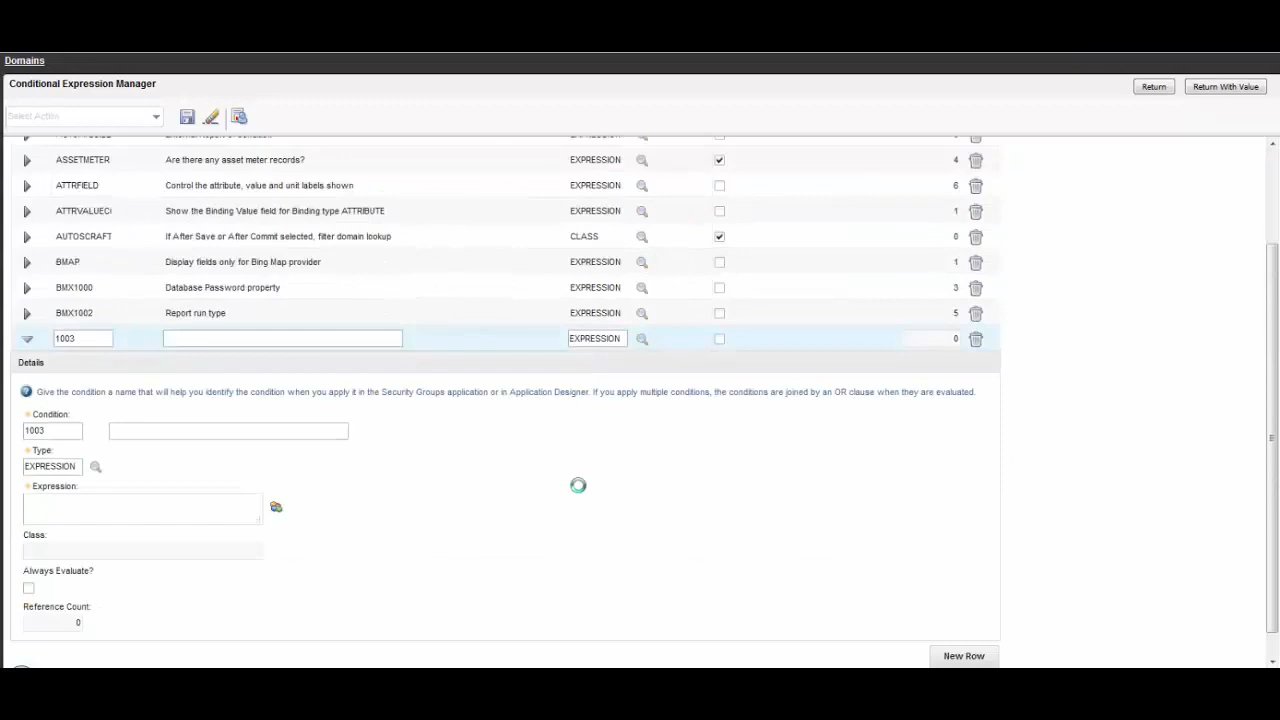 Domains
Conditional Expression Manager
Return Return With Value
Select Action
ASSETMETER Are there any asset meter records? EXPRESSION 4
ATTRFIELD Control the attribute, value and unit labels shown EXPRESSION 6
ATTRVALUECI Show the Binding Value field for Binding type ATTRIBUTE EXPRESSION 1
AUTOSCRAFT If After Save or After Commit selected, filter domain lookup CLASS 0
BMAP Display fields only for Bing Map provider EXPRESSION 1
BMX1000 Database Password property EXPRESSION 3
BMX1002 Report run type EXPRESSION 5
1003 EXPRESSION 0
Details
Give the condition a name that will help you identify the condition when you apply it in the Security Groups application or in Application Designer. If you apply multiple conditions, the conditions are joined by an OR clause when they are evaluated.
Condition:
1003
Type:
EXPRESSION
Expression:
Class:
Always Evaluate?
Reference Count:
0
New Row